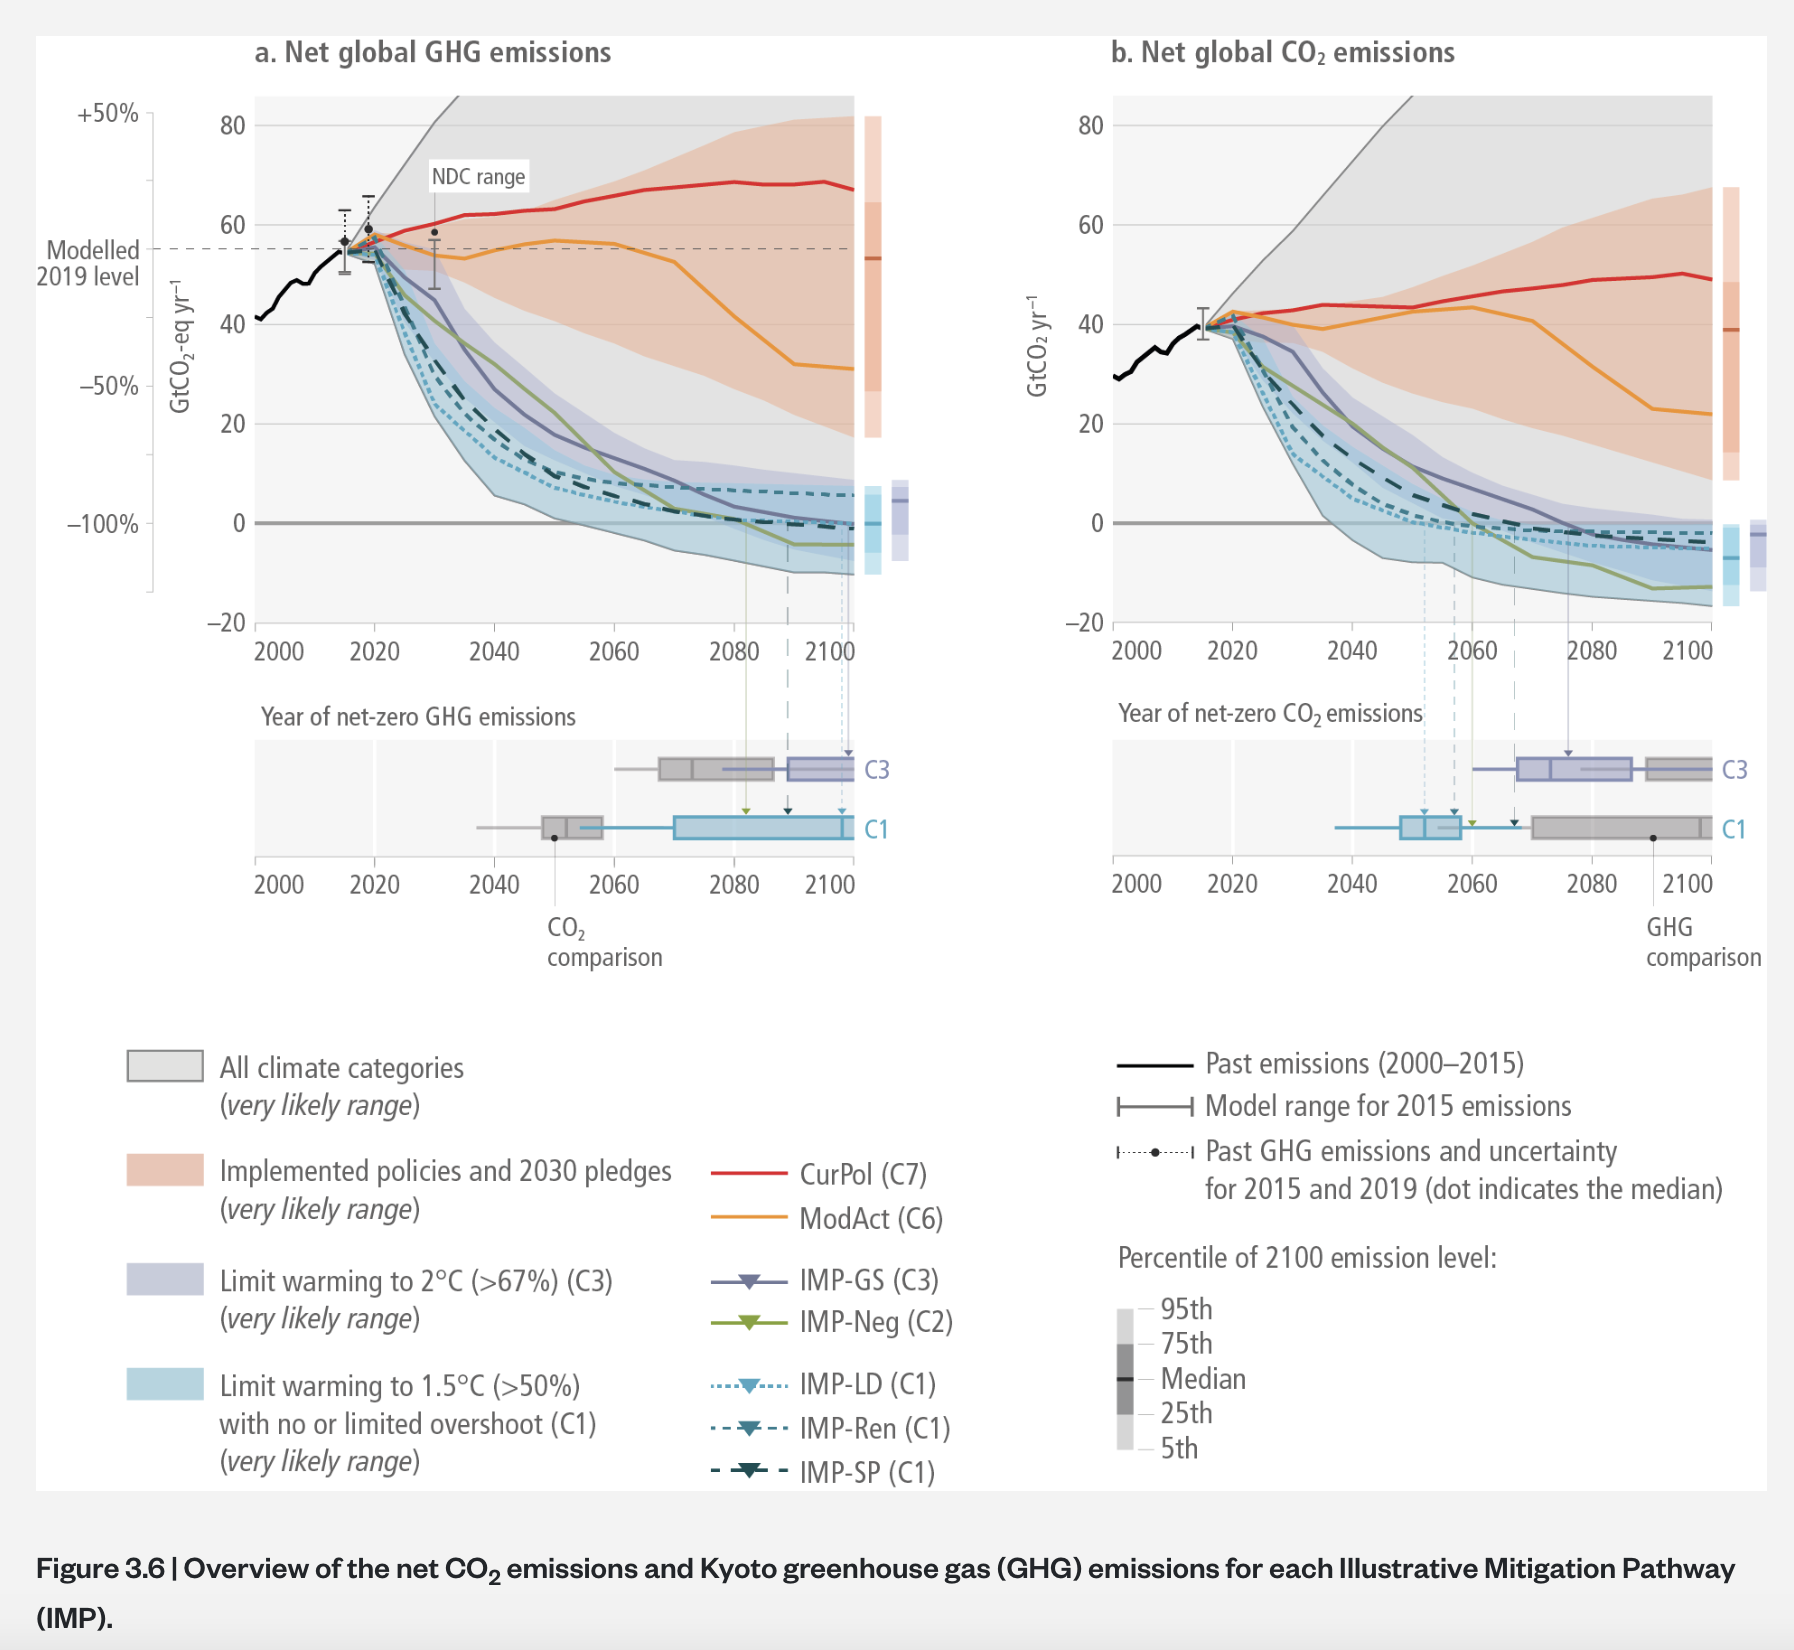 a. Net global GHG emissions
+50%
Modelled
2019 level
−50%
−100%
GtCO₂-eq yr⁻¹
80
60
40
20
0
−20
NDC range
2000 2020 2040 2060 2080 2100
Year of net-zero GHG emissions
C3
C1
2000 2020 2040 2060 2080 2100
CO₂
comparison
b. Net global CO₂ emissions
GtCO₂ yr⁻¹
80
60
40
20
0
−20
2000 2020 2040 2060 2080 2100
Year of net-zero CO₂ emissions
C3
C1
2000 2020 2040 2060 2080 2100
GHG
comparison
All climate categories
(very likely range)
Implemented policies and 2030 pledges
(very likely range)
Limit warming to 2°C (>67%) (C3)
(very likely range)
Limit warming to 1.5°C (>50%)
with no or limited overshoot (C1)
(very likely range)
CurPol (C7)
ModAct (C6)
IMP-GS (C3)
IMP-Neg (C2)
IMP-LD (C1)
IMP-Ren (C1)
IMP-SP (C1)
Past emissions (2000–2015)
Model range for 2015 emissions
Past GHG emissions and uncertainty
for 2015 and 2019 (dot indicates the median)
Percentile of 2100 emission level:
95th
75th
Median
25th
5th
Figure 3.6 | Overview of the net CO₂ emissions and Kyoto greenhouse gas (GHG) emissions for each Illustrative Mitigation Pathway
(IMP).